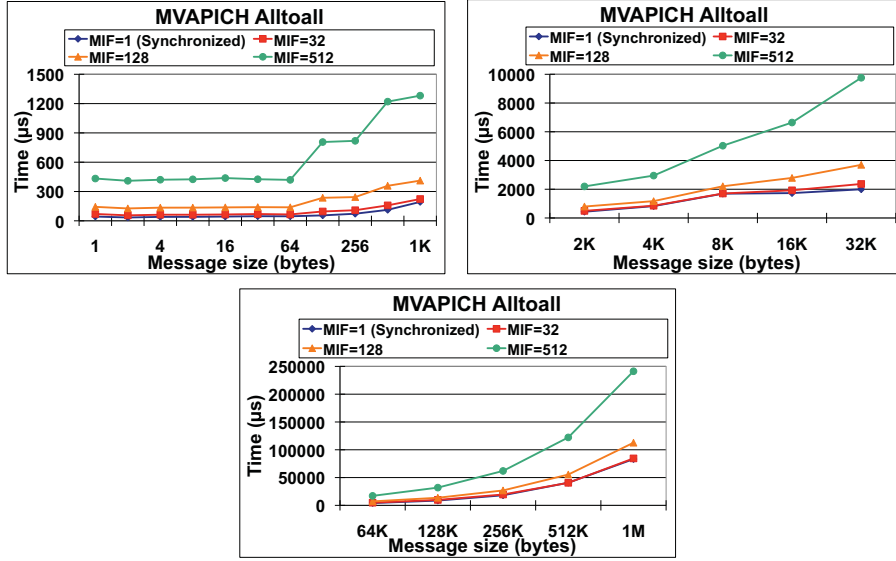 MVAPICH Alltoall
MIF=1 (Synchronized) MIF=32
MIF=128 MIF=512
1500
1200
900
600
300
0
Time (µs)
1 4 16 64 256 1K
Message size (bytes)
MVAPICH Alltoall
MIF=1 (Synchronized) MIF=32
MIF=128 MIF=512
10000
8000
6000
4000
2000
0
Time (µs)
2K 4K 8K 16K 32K
Message size (bytes)
MVAPICH Alltoall
MIF=1 (Synchronized) MIF=32
MIF=128 MIF=512
250000
200000
150000
100000
50000
0
Time (µs)
64K 128K 256K 512K 1M
Message size (bytes)